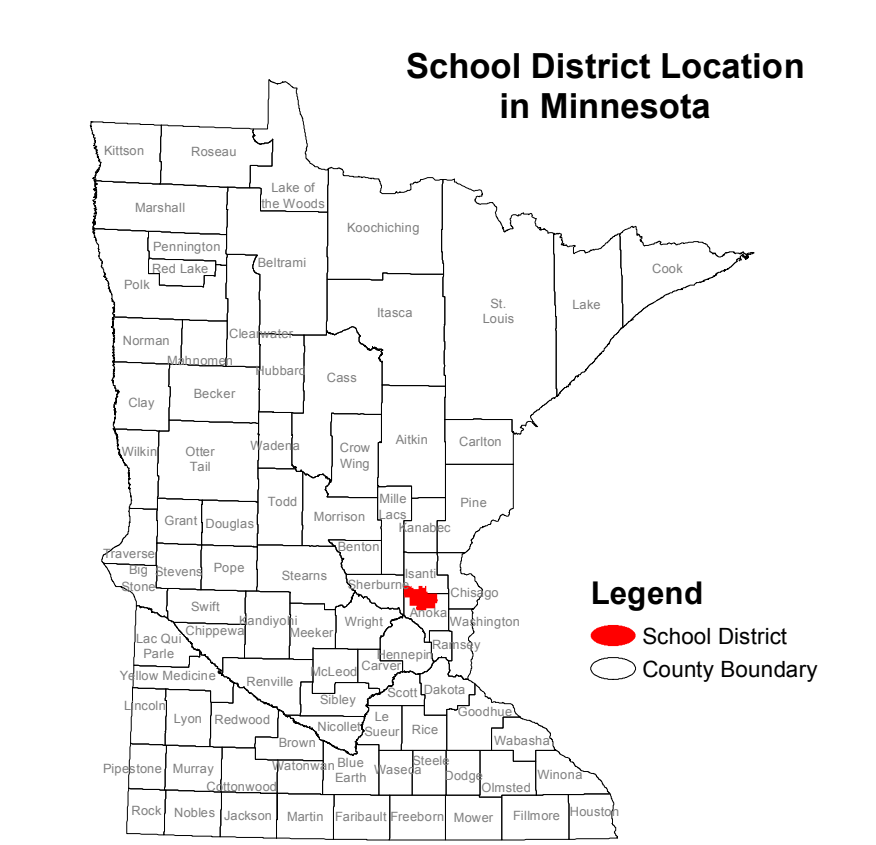 School District Location
in Minnesota
Kittson
Roseau
Lake of
the Woods
Marshall
Koochiching
Pennington
Beltrami
Red Lake
Cook
Polk
St.
Louis
Lake
Itasca
Norman
Clearwater
Mahnomen
Hubbard
Cass
Becker
Clay
Wilkin
Otter
Tail
Wadena
Crow
Wing
Aitkin
Carlton
Todd
Mille
Lacs
Pine
Grant
Douglas
Morrison
Kanabec
Benton
Traverse
Big
Stone
Stevens
Pope
Stearns
Isanti
Sherburne
Chisago
Legend
Swift
Kandiyohi
Wright
Anoka
Washington
School District
Lac Qui
Parle
Chippewa
Meeker
Ramsey
Hennepin
County Boundary
Yellow Medicine
Renville
McLeod
Carver
Scott
Dakota
Lincoln
Lyon
Redwood
Sibley
Nicollet
Le
Sueur
Rice
Goodhue
Wabasha
Brown
Pipestone
Murray
Cottonwood
Watonwan
Blue
Earth
Waseca
Steele
Dodge
Olmsted
Winona
Rock
Nobles
Jackson
Martin
Faribault
Freeborn
Mower
Fillmore
Houston